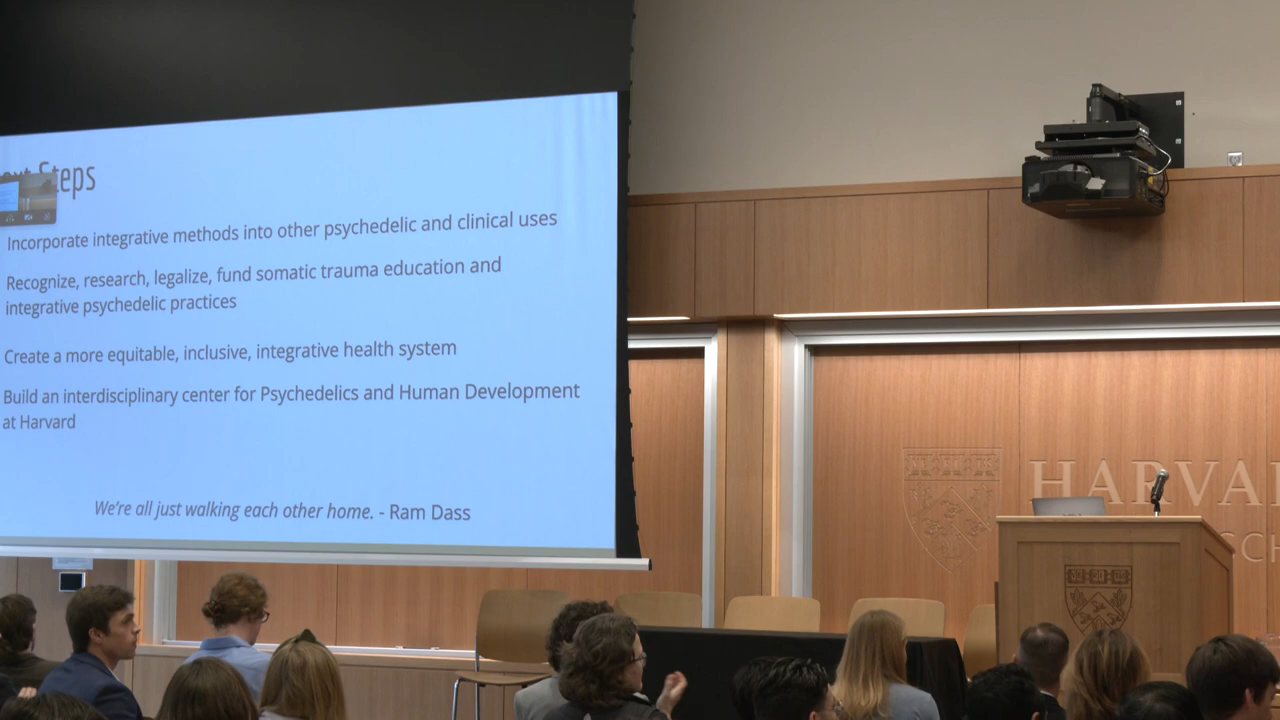 Steps
Incorporate integrative methods into other psychedelic and clinical uses
Recognize, research, legalize, fund somatic trauma education and
integrative psychedelic practices
Create a more equitable, inclusive, integrative health system
Build an interdisciplinary center for Psychedelics and Human Development
at Harvard
We're all just walking each other home. - Ram Dass
HARVA
SCH